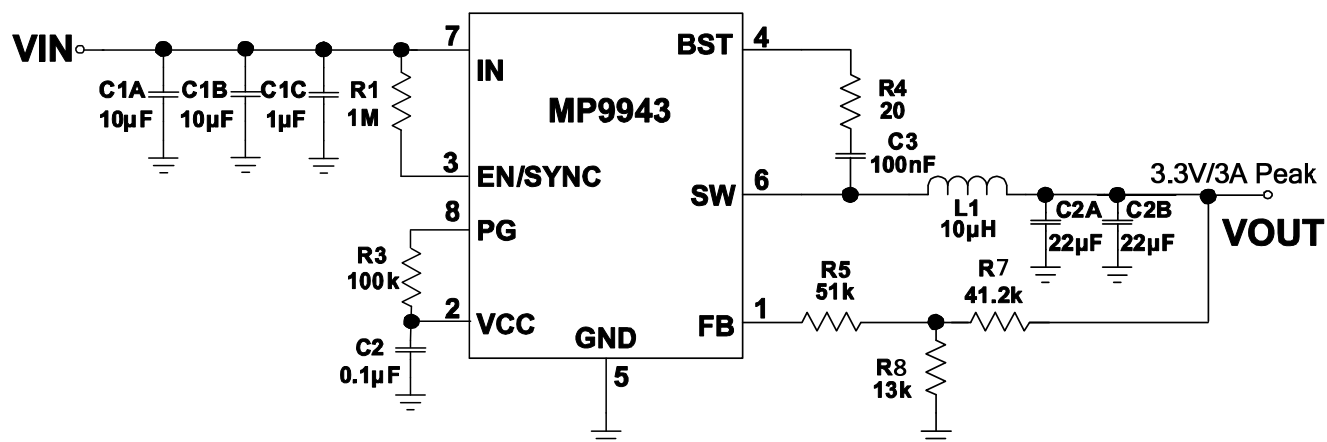 VIN
C1A
10µF
C1B
10µF
C1C
1µF
R1
1M
7
IN
3
EN/SYNC
8
PG
R3
100k
2
VCC
C2
0.1µF
MP9943
GND
5
BST
4
R4
20
C3
100nF
SW
6
L1
10µH
3.3V/3A Peak
C2A
22µF
C2B
22µF
VOUT
FB
1
R5
51k
R7
41.2k
R8
13k